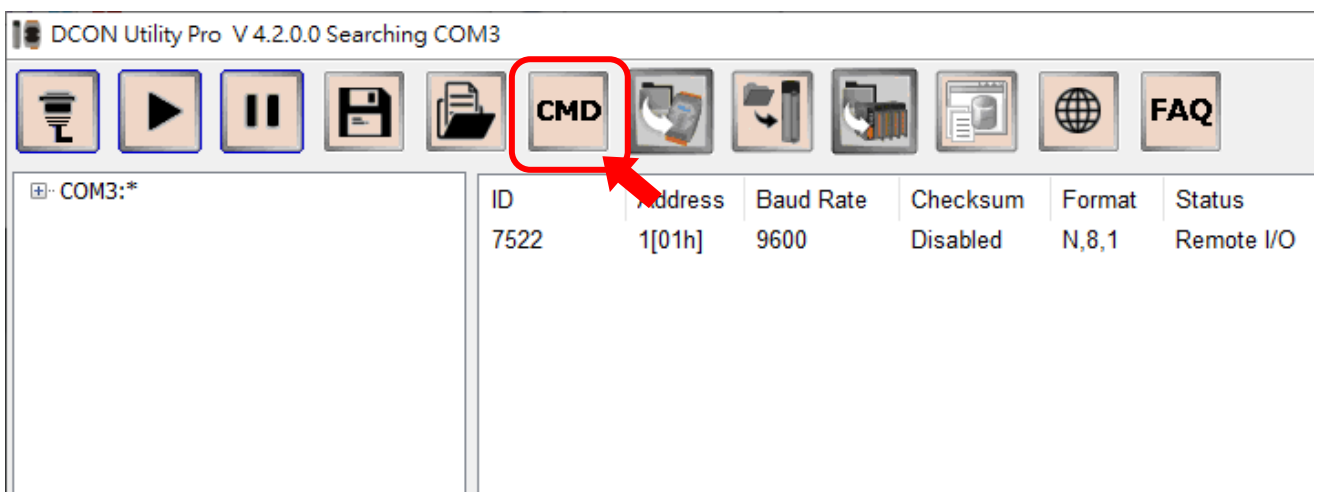 DCON Utility Pro V 4.2.0.0 Searching COM3
CMD FAQ
COM3:*
ID Address Baud Rate Checksum Format Status
7522 1[01h] 9600 Disabled N,8,1 Remote I/O